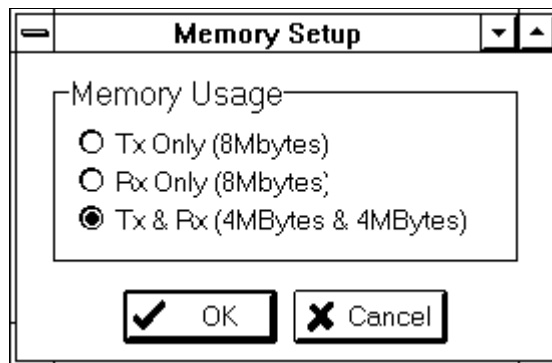 Memory Setup
Memory Usage
Tx Only (8Mbytes)
Rx Only (8Mbytes)
Tx & Rx (4MBytes & 4MBytes)
OK
Cancel